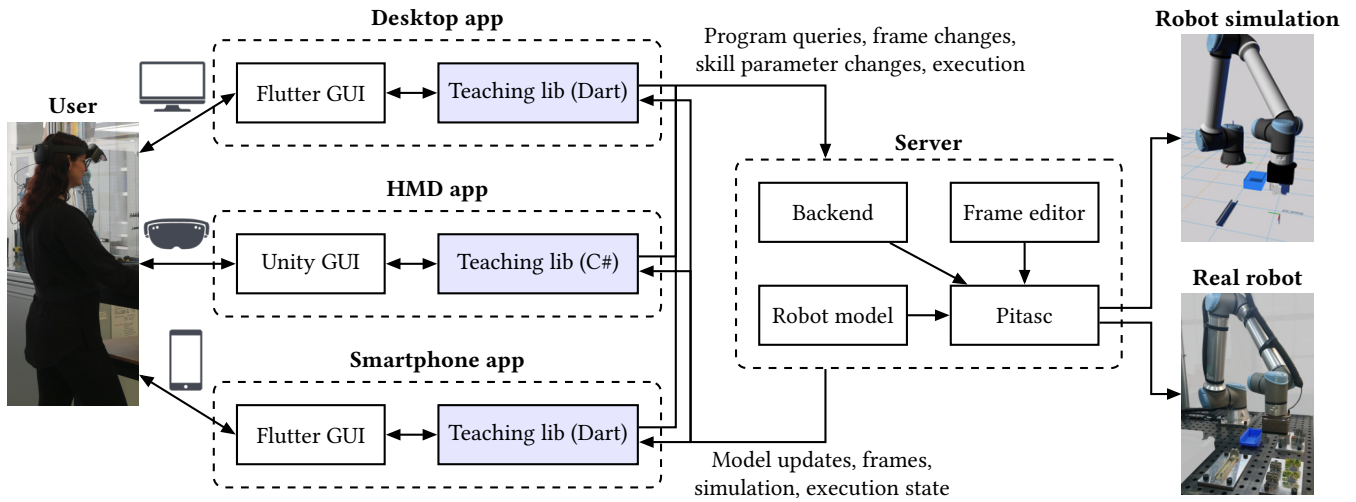 Desktop app
Flutter GUI
Teaching lib (Dart)
User
HMD app
Unity GUI
Teaching lib (C#)
Smartphone app
Flutter GUI
Teaching lib (Dart)
Program queries, frame changes,
skill parameter changes, execution
Server
Backend
Frame editor
Robot model
Pitasc
Model updates, frames,
simulation, execution state
Robot simulation
Real robot